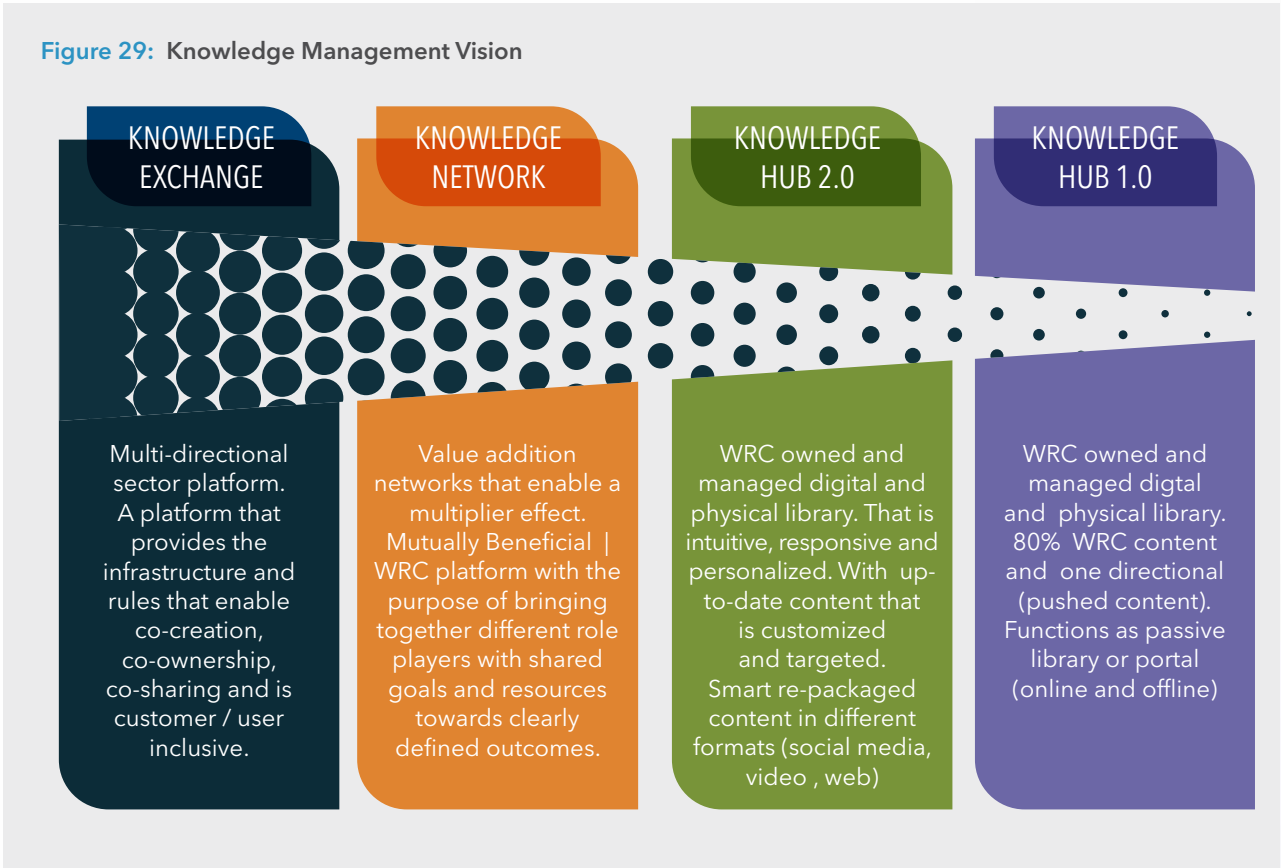 Figure 29: Knowledge Management Vision
KNOWLEDGE
EXCHANGE
Multi-directional
sector platform.
A platform that
provides the
infrastructure and
rules that enable
co-creation,
co-ownership,
co-sharing and is
customer / user
inclusive.
KNOWLEDGE
NETWORK
Value addition
networks that enable a
multiplier effect.
Mutually Beneficial |
WRC platform with the
purpose of bringing
together different role
players with shared
goals and resources
towards clearly
defined outcomes.
KNOWLEDGE
HUB 2.0
WRC owned and
managed digital and
physical library. That is
intuitive, responsive and
personalized. With up-
to-date content that
is customized
and targeted.
Smart re-packaged
content in different
formats (social media,
video , web)
KNOWLEDGE
HUB 1.0
WRC owned and
managed digtal
and physical library.
80% WRC content
and one directional
(pushed content).
Functions as passive
library or portal
(online and offline)